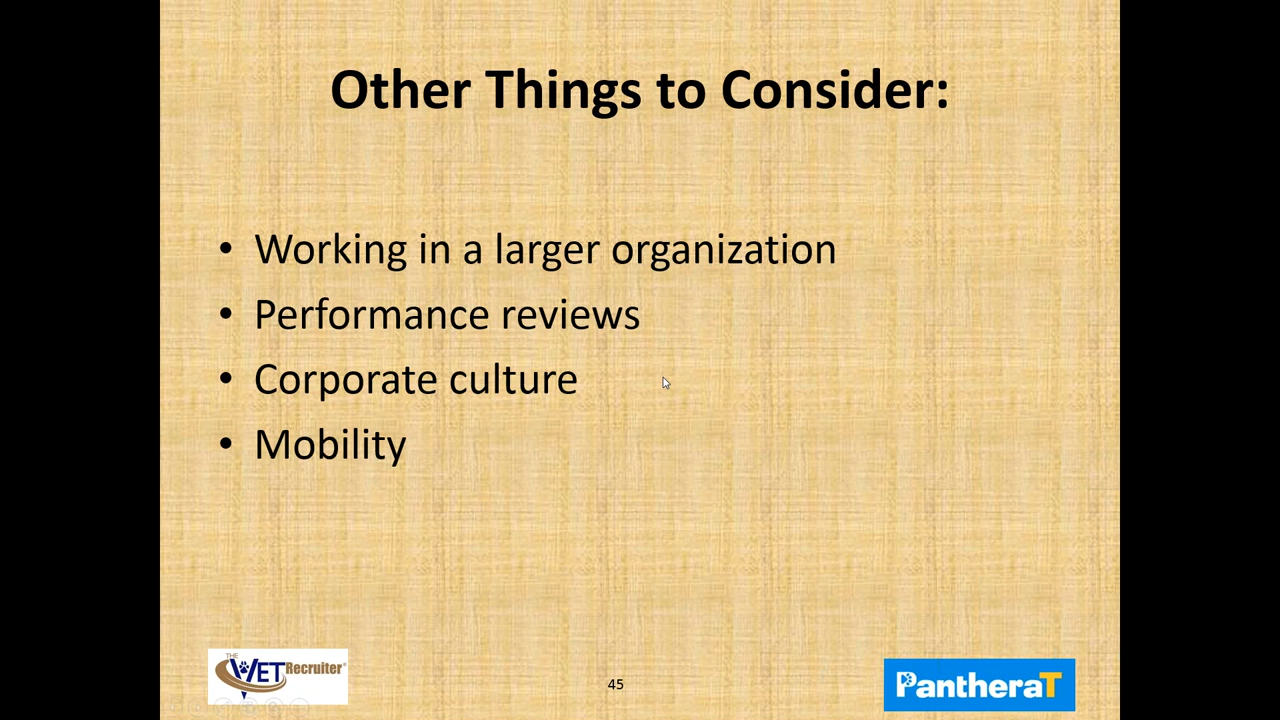 Other Things to Consider:
• Working in a larger organization
• Performance reviews
• Corporate culture
• Mobility
THE
VET Recruiter®
45
PantheraT